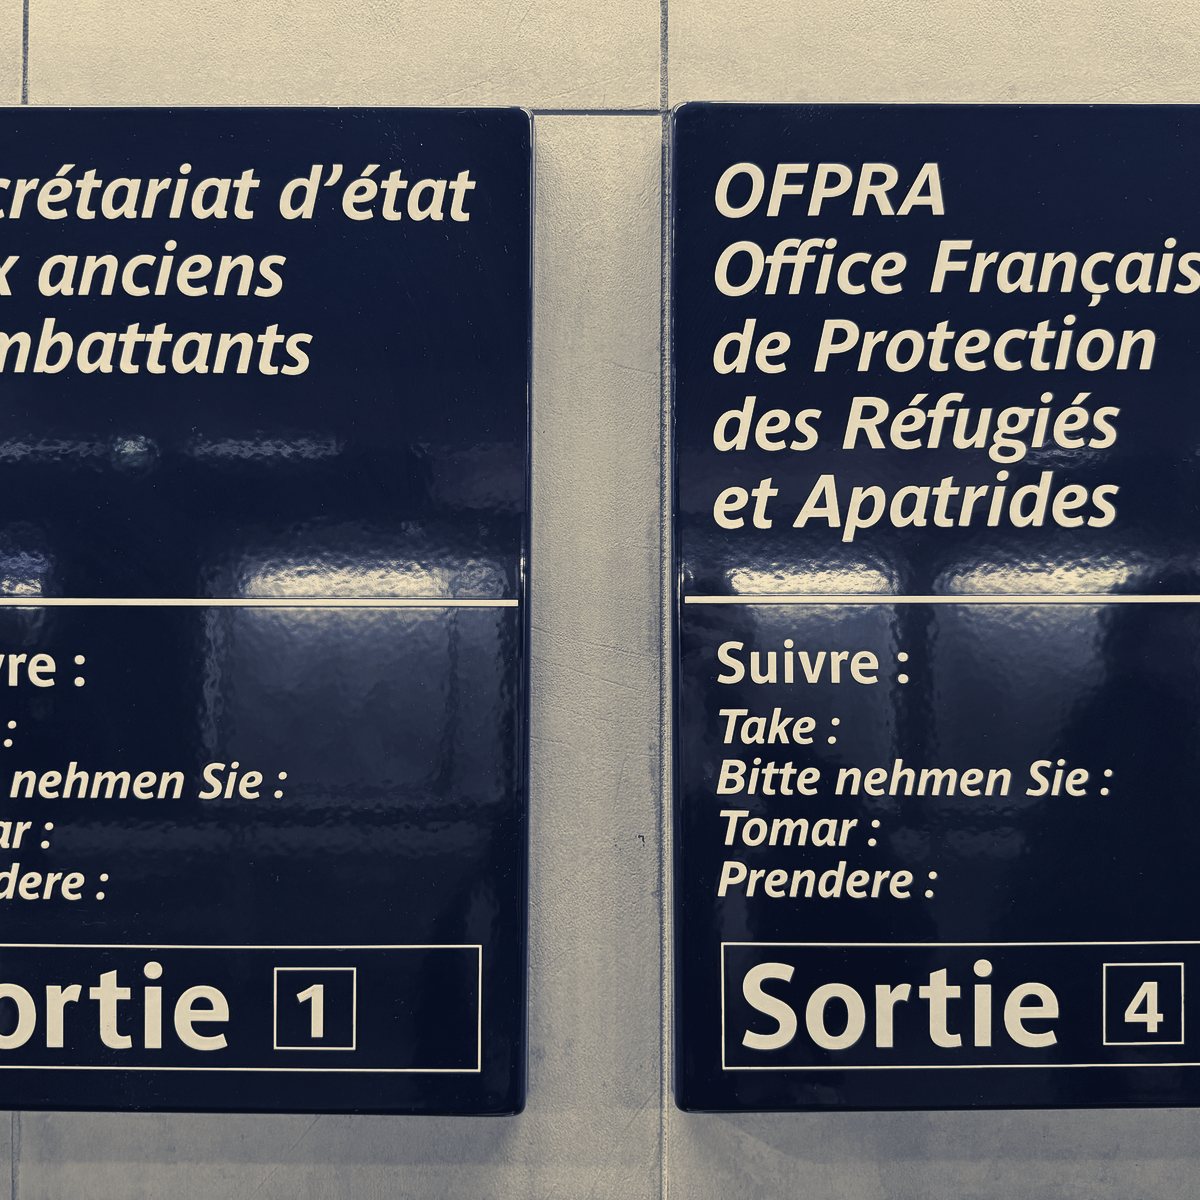 crétariat d'état
x anciens
mbattants
vre :
:
nehmen Sie :
ar :
dere :
ortie 1
OFPRA
Office Français
de Protection
des Réfugiés
et Apatrides
Suivre :
Take :
Bitte nehmen Sie :
Tomar :
Prendere :
Sortie 4